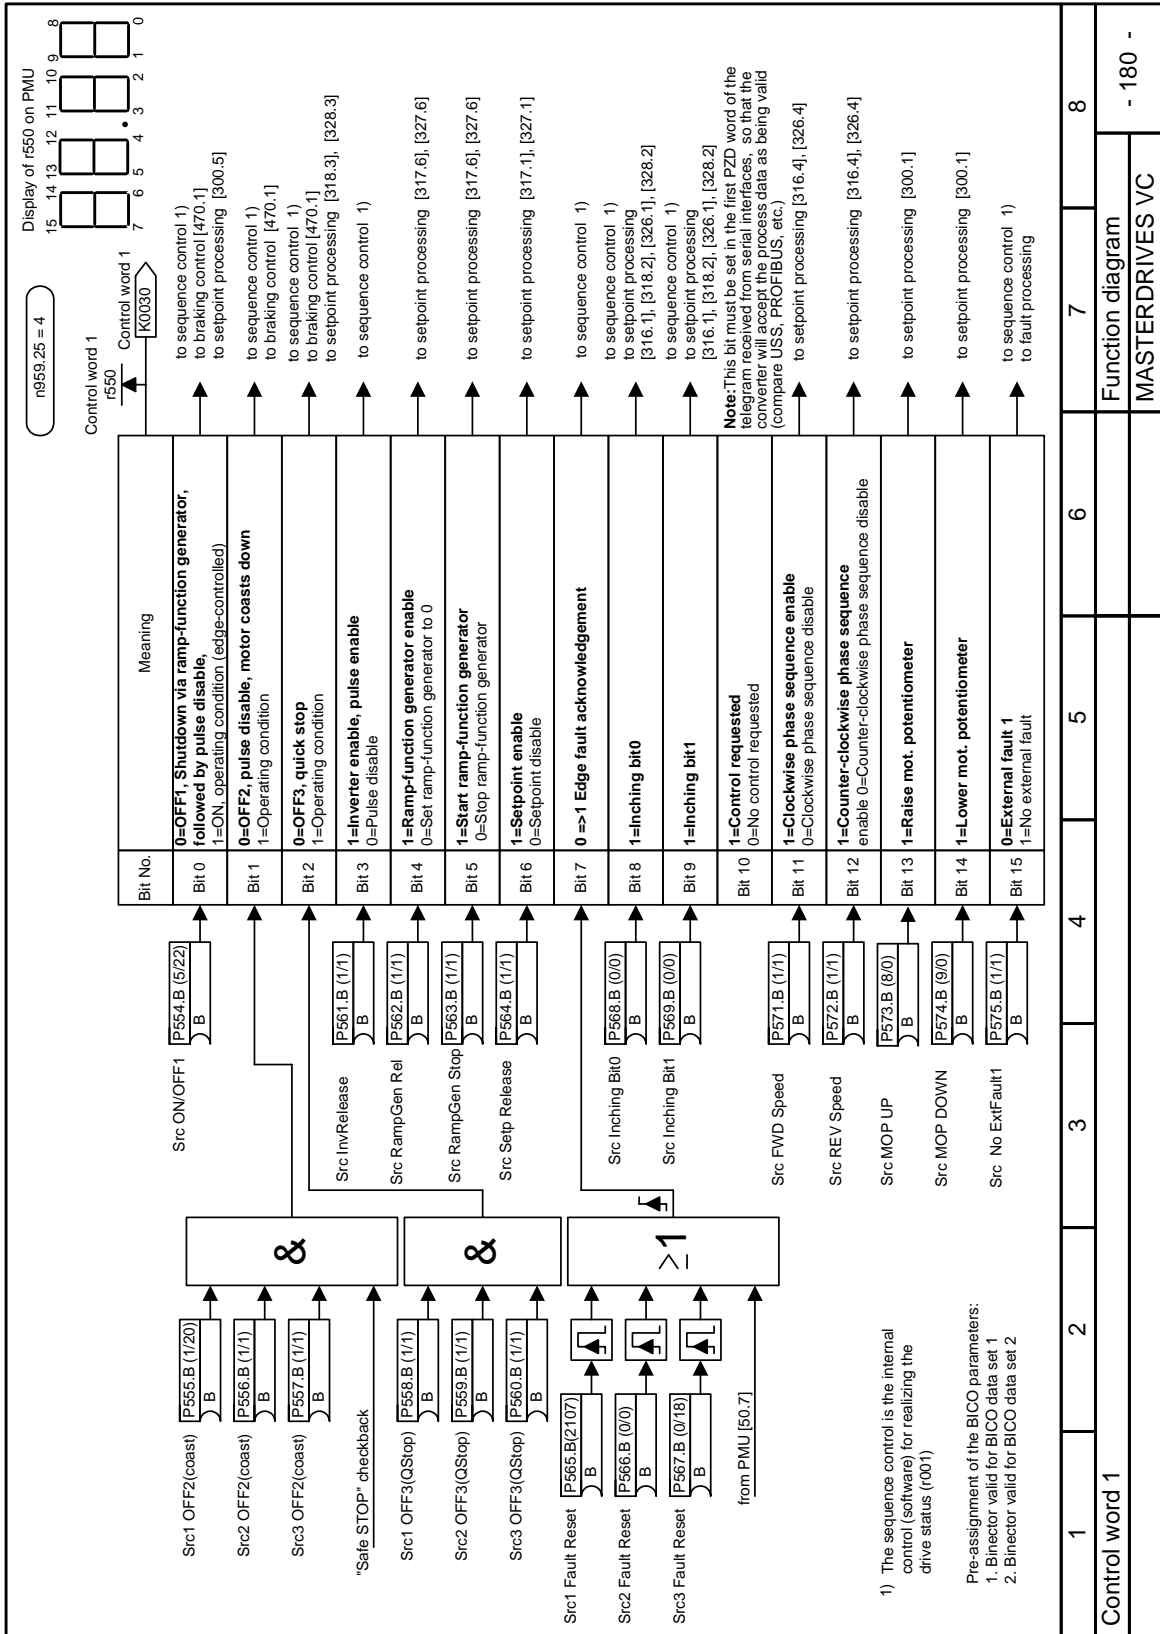 n959.25 = 4
Display of r550 on PMU
15 14 13 12 11 10 9 8
7 6 5 4 3 2 1 0
Control word 1
r550
Control word 1
K0030
Bit No.
Meaning
Src ON/OFF1
P554.B (5/22)
B
Bit 0
0=OFF1, Shutdown via ramp-function generator,
followed by pulse disable,
1=ON, operating condition (edge-controlled)
to sequence control 1)
to braking control[470.1]
to setpoint processing [300.5]
Src1 OFF2(coast)
P555.B (1/20)
B
Src2 OFF2(coast)
P556.B (1/1)
B
Src3 OFF2(coast)
P557.B (1/1)
B
"Safe STOP" checkback
&
Bit 1
0=OFF2, pulse disable, motor coasts down
1=Operating condition
to sequence control 1)
to braking control [470.1]
Src1 OFF3(QStop)
P558.B (1/1)
B
Src2 OFF3(QStop)
P559.B (1/1)
B
Src3 OFF3(QStop)
P560.B (1/1)
B
&
Bit 2
0=OFF3, quick stop
1=Operating condition
to sequence control 1)
to braking control[470.1]
to setpoint processing [318.3], [328.3]
Src InvRelease
P561.B (1/1)
B
Bit 3
1=Inverter enable, pulse enable
0=Pulse disable
to sequence control 1)
Src RampGen Rel
P562.B (1/1)
B
Bit 4
1=Ramp-function generator enable
0=Set ramp-function generator to 0
to setpoint processing [317.6], [327.6]
Src RampGen Stop
P563.B (1/1)
B
Bit 5
1=Start ramp-function generator
0=Stop ramp-function generator
to setpoint processing [317.6], [327.6]
Src Setp Release
P564.B (1/1)
B
Bit 6
1=Setpoint enable
0=Setpoint disable
to setpoint processing [317.1], [327.1]
Src1 Fault Reset
P565.B(2107)
B
Src2 Fault Reset
P566.B (0/0)
B
Src3 Fault Reset
P567.B (0/18)
B
from PMU [50.7]
≥1
Bit 7
0 =>1 Edge fault acknowledgement
to sequence control 1)
Src Inching Bit0
P568.B (0/0)
B
Bit 8
1=Inching bit0
to sequence control 1)
to setpoint processing
[316.1], [318.2], [326.1], [328.2]
Src Inching Bit1
P569.B (0/0)
B
Bit 9
1=Inching bit1
to sequence control 1)
to setpoint processing
[316.1], [318.2], [326.1], [328.2]
Bit 10
1=Control requested
0=No control requested
Note:This bit must be set in the first PZD word of the
telegram received from serial interfaces, so that the
converter will accept the process data as being valid
(compare USS, PROFIBUS, etc.)
Src FWD Speed
P571.B (1/1)
B
Bit 11
1=Clockwise phase sequence enable
0=Clockwise phase sequence disable
to setpoint processing [316.4], [326.4]
Src REV Speed
P572.B (1/1)
B
Bit 12
1=Counter-clockwise phase sequence
enable 0=Counter-clockwise phase sequence disable
to setpoint processing [316.4], [326.4]
Src MOP UP
P573.B (8/0)
B
Bit 13
1=Raise mot. potentiometer
to setpoint processing [300.1]
Src MOP DOWN
P574.B (9/0)
B
Bit 14
1=Lower mot. potentiometer
to setpoint processing [300.1]
Src No ExtFault1
P575.B (1/1)
B
Bit 15
0=External fault 1
1=No external fault
to sequence control 1)
to fault processing
1) The sequence control is the internal
control (software) for realizing the
drive status (r001)
Pre-assignment of the BICO parameters:
1. Binector valid for BICO data set 1
2. Binector valid for BICO data set 2
1 2 3 4 5 6 7 8
Control word 1
Function diagram
MASTERDRIVES VC
- 180 -